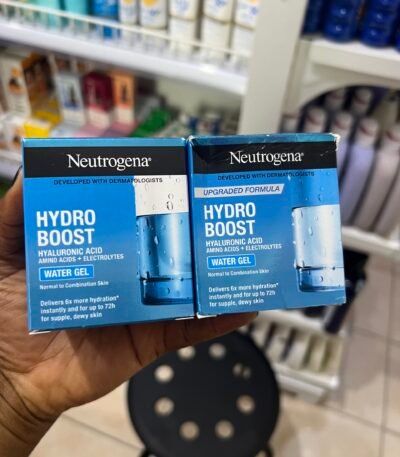 Neutrogena®
DEVELOPED WITH DERMATOLOGISTS
HYDRO
BOOST
HYALURONIC ACID
AMINO ACIDS + ELECTROLYTES
WATER GEL
Normal to Combination Skin
Delivers 6x more hydration*
instantly and for up to 72h
for supple, dewy skin
Neutrogena®
DEVELOPED WITH DERMATOLOGISTS
UPGRADED FORMULA
HYDRO
BOOST
HYALURONIC ACID
AMINO ACIDS + ELECTROLYTES
WATER GEL
Normal to Combination Skin
Delivers 6x more hydration*
instantly and for up to 72h
for supple, dewy skin